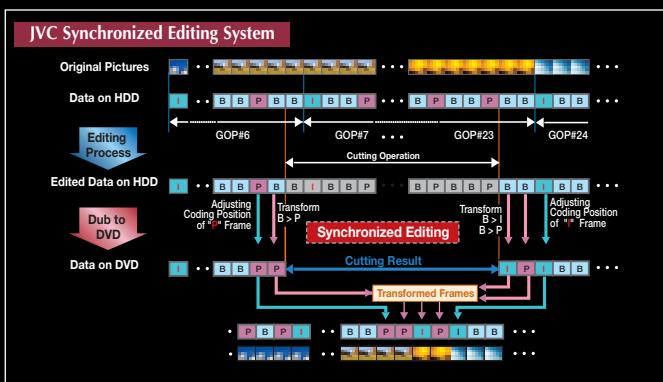 JVC Synchronized Editing System
Original Pictures
Data on HDD I • • B B P B B I B B P • • • B P B B P B B I B B • • •
GOP#6 GOP#7 • • • GOP#23 GOP#24
Editing
Process
Cutting Operation
Edited Data on HDD I • • B B P B B I B B P • • • B P B B P B B I B B • • •
Adjusting
Coding Position
of "P" Frame
Transform
B > P
Transform
B > I
B > P
Adjusting
Coding Position
of "I" Frame
Dub to
DVD
Synchronized Editing
Data on DVD I • • B B P P Cutting Result I P I B B • • •
Transformed Frames
• P B P I • • • B B P P I P I B B • • •